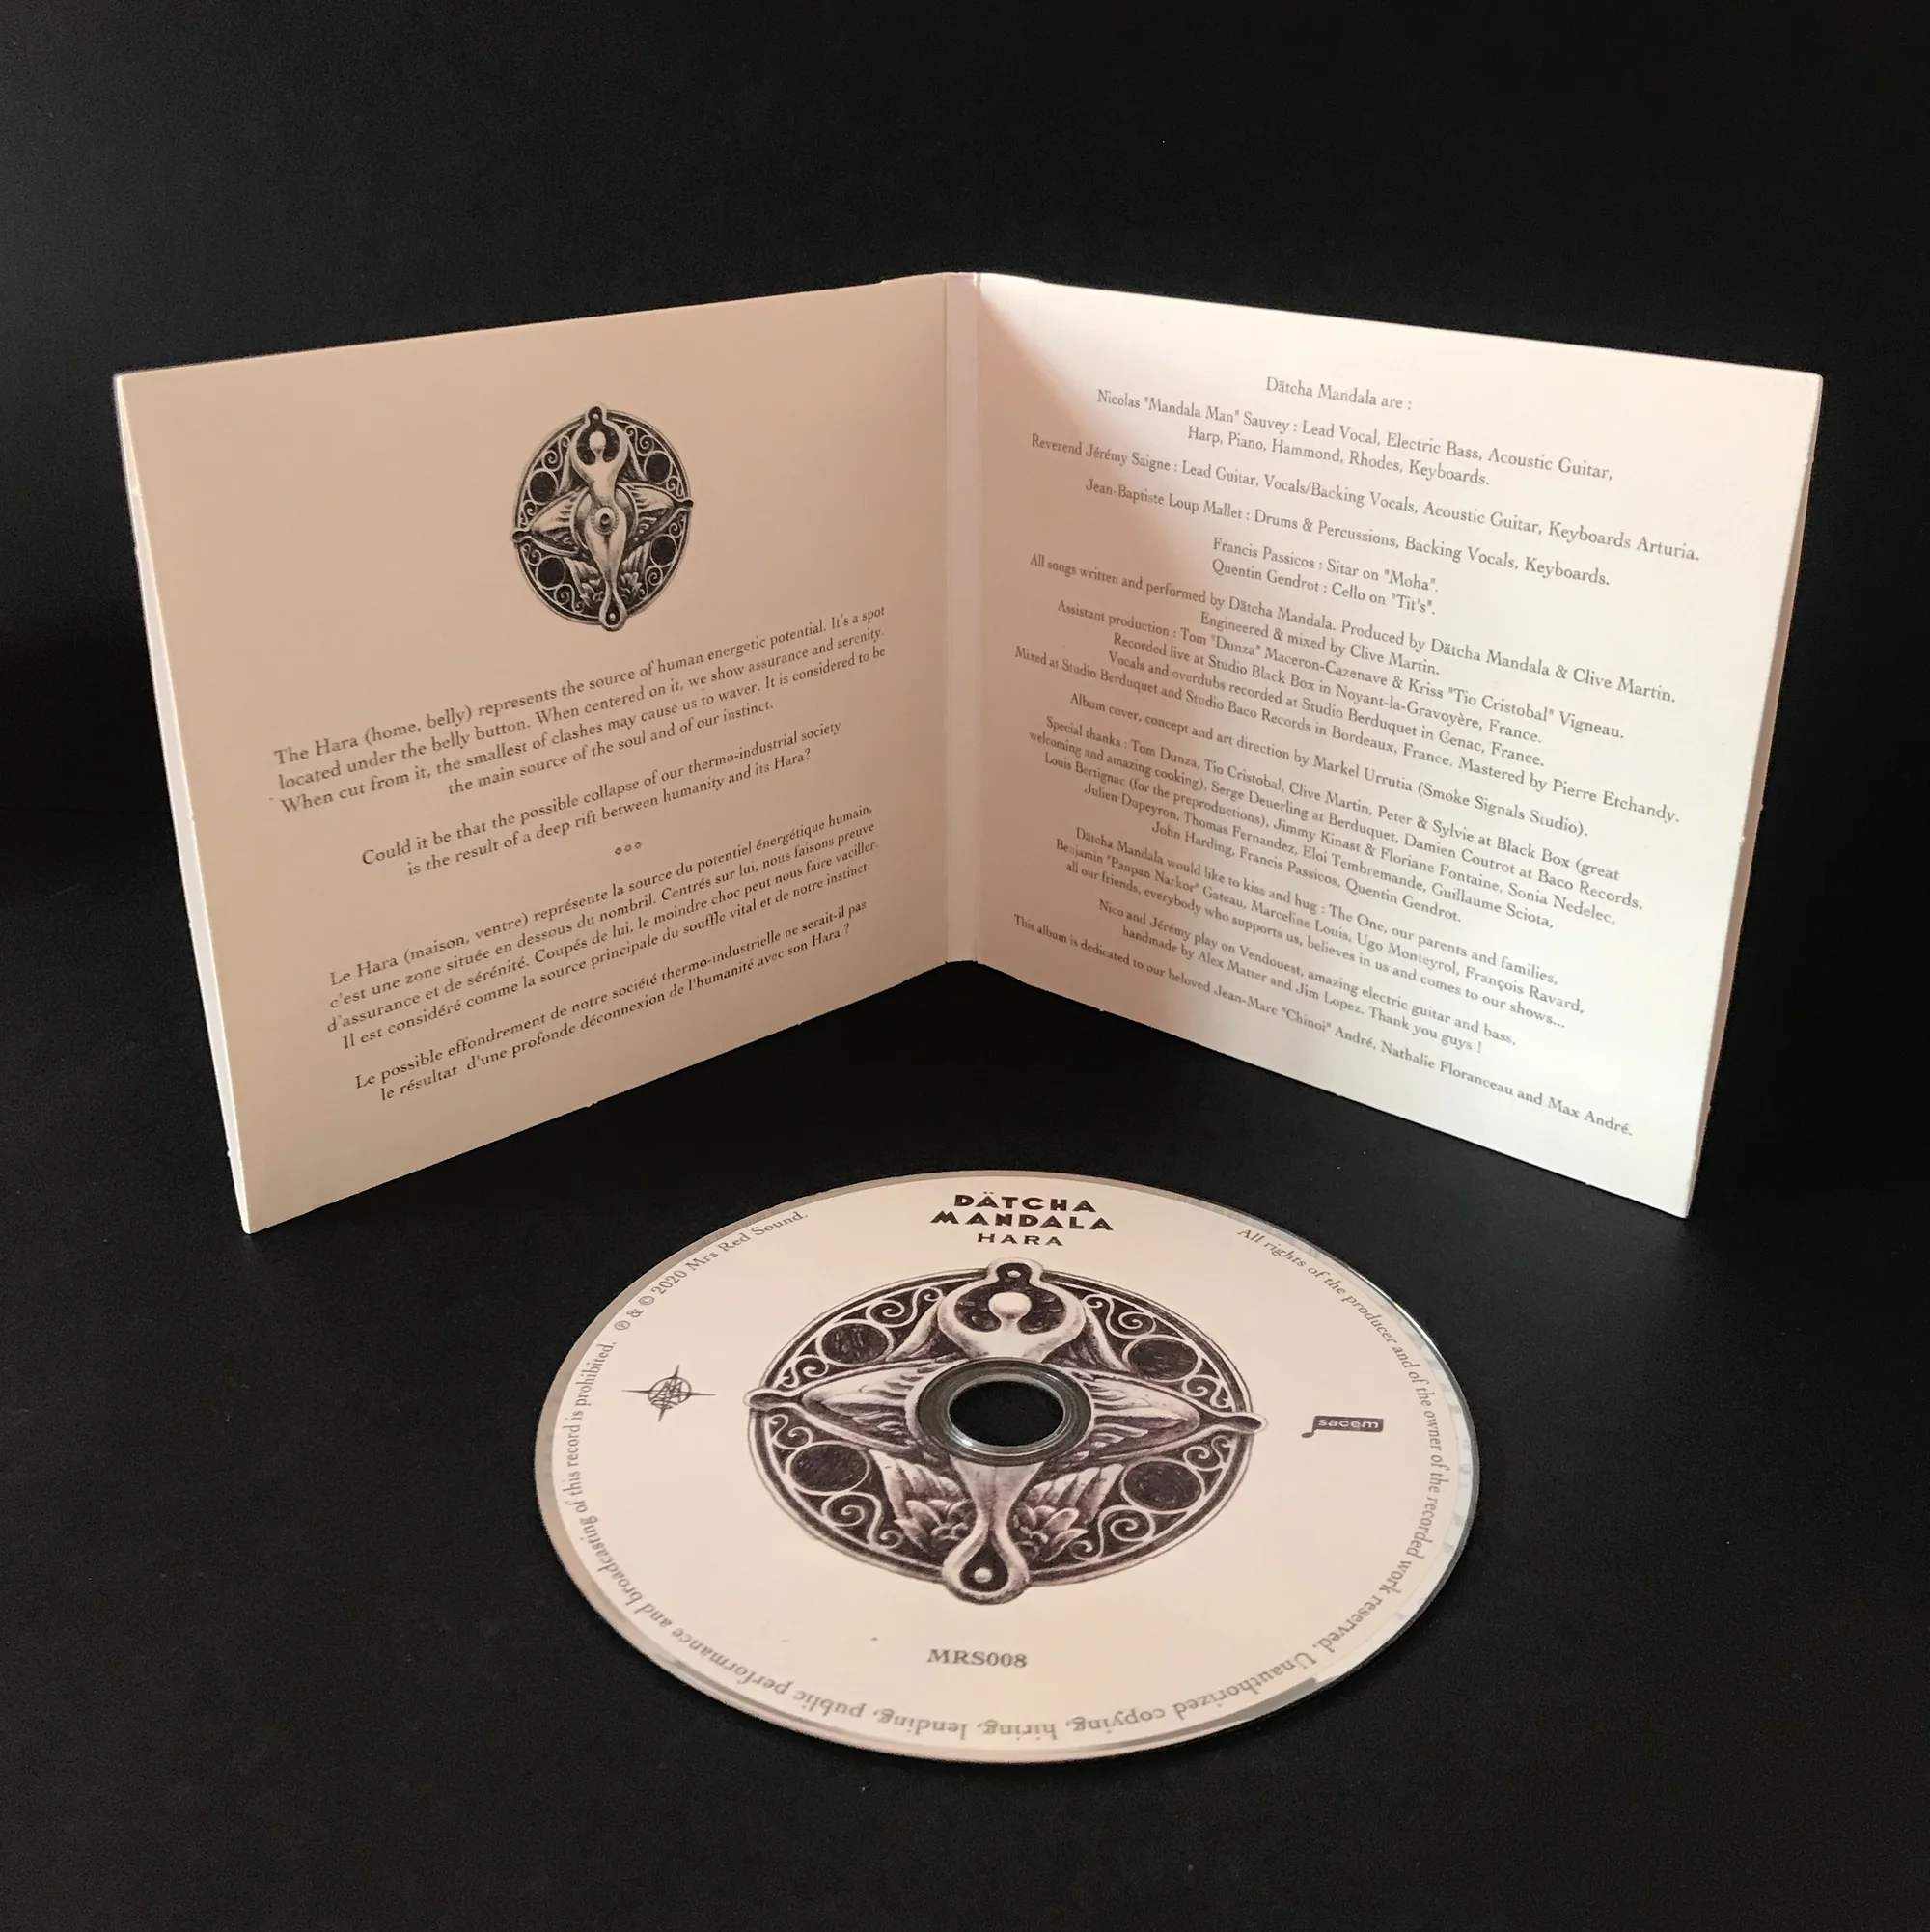 The Hara (home, belly) represents the source of human energetic potential. It's a spot
located under the belly button. When centered on it, we show assurance and serenity.
When cut from it, the smallest of clashes may cause us to waver. It is considered to be
the main source of the soul and of our instinct.
Could it be that the possible collapse of our thermo-industrial society
is the result of a deep rift between humanity and its Hara?
Le Hara (maison, ventre) représente la source du potentiel énergétique humain,
c'est une zone située en dessous du nombril. Centrés sur lui, nous faisons preuve
d'assurance et de sérénité. Coupés de lui, le moindre choc peut nous faire vaciller.
Il est considéré comme la source principale du souffle vital et de notre instinct.
Le possible effondrement de notre société thermo-industrielle ne serait-il pas
le résultat d'une profonde déconnexion de l'humanité avec son Hara ?
Dätcha Mandala are :
Nicolas "Mandala Man" Sauvey : Lead Vocal, Electric Bass, Acoustic Guitar,
Harp, Piano, Hammond, Rhodes, Keyboards.
Reverend Jérémy Saigne : Lead Guitar, Vocals/Backing Vocals, Acoustic Guitar, Keyboards Arturia.
Jean-Baptiste Loup Mallet : Drums & Percussions, Backing Vocals, Keyboards.
Francis Passicos : Sitar on "Moha".
Quentin Gendrot : Cello on "Tit's".
All songs written and performed by Dätcha Mandala. Produced by Dätcha Mandala & Clive Martin.
Engineered & mixed by Clive Martin.
Assistant production : Tom "Dunza" Maceron-Cazenave & Kriss "Tio Cristobal" Vigneau.
Recorded live at Studio Black Box in Noyant-la-Gravoyère, France.
Vocals and overdubs recorded at Studio Berduquet in Cenac, France.
Mixed at Studio Berduquet and Studio Baco Records in Bordeaux, France. Mastered by Pierre Etchandy.
Album cover, concept and art direction by Markel Urrutia (Smoke Signals Studio).
Special thanks : Tom Dunza, Tio Cristobal, Clive Martin, Peter & Sylvie at Black Box (great
welcoming and amazing cooking), Serge Deuerling at Berduquet, Damien Coutrot at Baco Records,
Louis Bertignac (for the preproductions), Jimmy Kinast & Floriane Fontaine, Sonia Nedelec,
Julien Dupeyron, Thomas Fernandez, Eloi Tembremande, Guillaume Sciota,
John Harding, Francis Passicos, Quentin Gendrot.
Dätcha Mandala would like to kiss and hug : The One, our parents and families,
Benjamin "Panpan Narkor" Gateau, Marceline Louis, Ugo Monteyrol, François Ravard,
all our friends, everybody who supports us, believes in us and comes to our shows...
Nico and Jérémy play on Vendouest, amazing electric guitar and bass,
handmade by Alex Matter and Jim Lopez. Thank you guys !
This album is dedicated to our beloved Jean-Marc "Chinoi" André, Nathalie Floranceau and Max André.
DÄTCHA
MANDALA
HARA
℗ & © 2020 Mrs Red Sound.
All rights of the producer and of the owner of the recorded work reserved. Unauthorized copying, hiring, lending, public performance and broadcasting of this record is prohibited.
sacem
MRS008